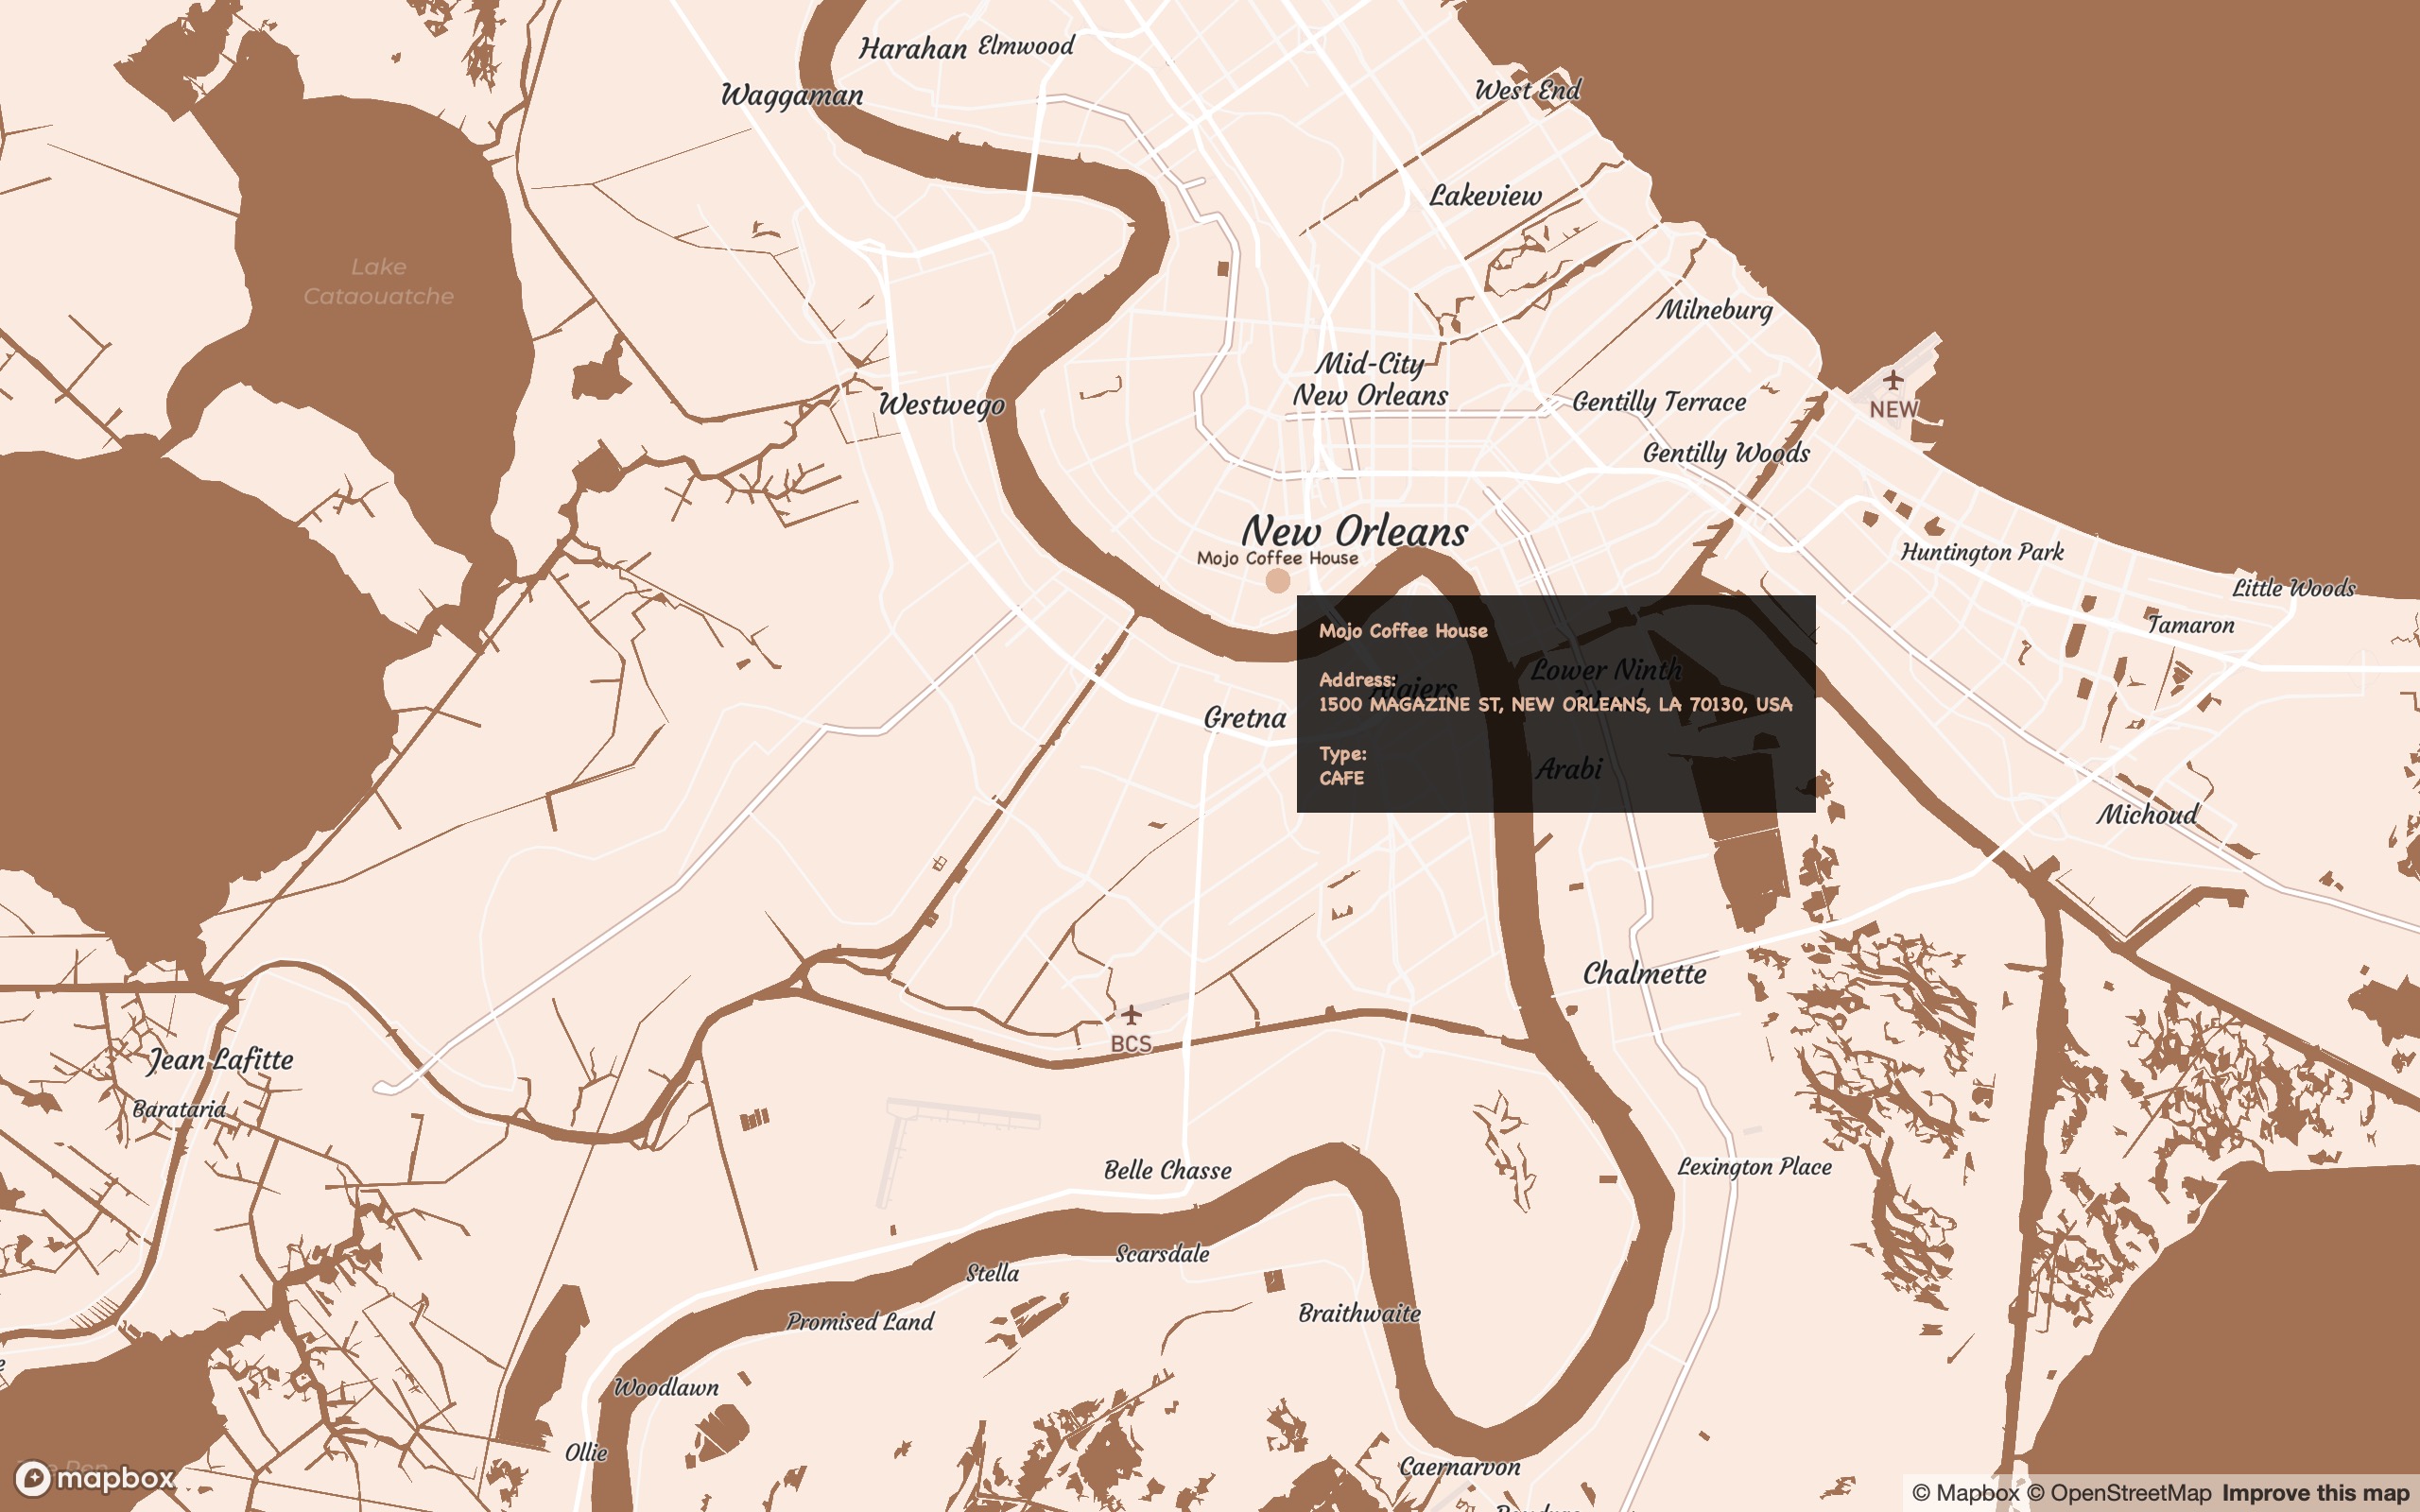 Harahan
Elmwood
Waggaman
West End
Lakeview
Lake
Cataouatche
Milneburg
Mid-City
New Orleans
Westwego
Gentilly Terrace
NEW
Gentilly Woods
New Orleans
Mojo Coffee House
Huntington Park
Little Woods
Tamaron
Mojo Coffee House
Address:
1500 MAGAZINE ST, NEW ORLEANS, LA 70130, USA
Type:
CAFE
Lower Ninth
Gretna
Arabi
Michoud
Chalmette
BCS
Jean Lafitte
Barataria
Belle Chasse
Lexington Place
Scarsdale
Stella
Promised Land
Braithwaite
Woodlawn
Ollie
Caernarvon
mapbox
© Mapbox © OpenStreetMap Improve this map